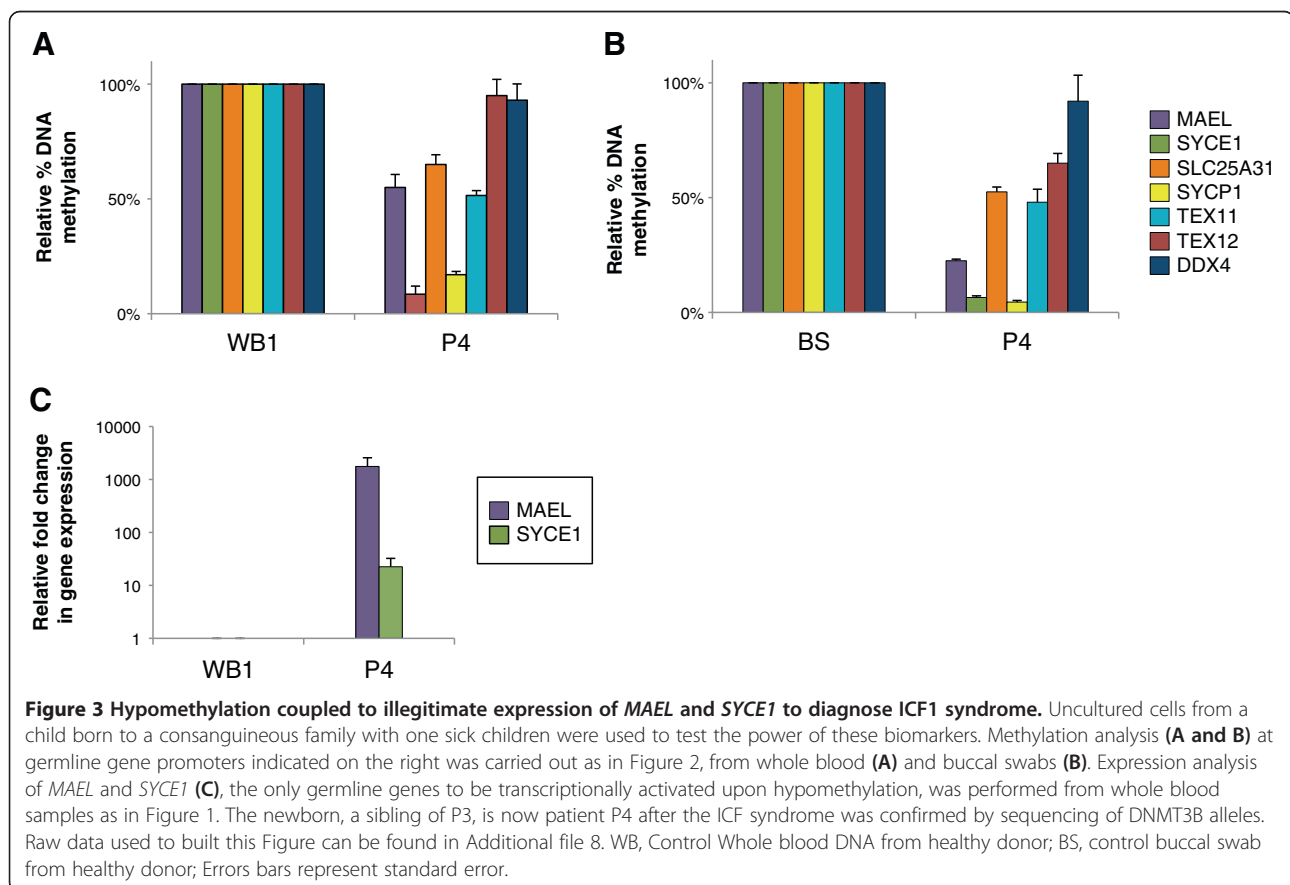 A
Relative % DNA
methylation
100%
50%
0%
WB1
P4
B
Relative % DNA
methylation
100%
50%
0%
BS
P4
MAEL
SYCE1
SLC25A31
SYCP1
TEX11
TEX12
DDX4
C
Relative fold change
in gene expression
10000
1000
100
10
1
WB1
P4
MAEL
SYCE1
Figure 3 Hypomethylation coupled to illegitimate expression of MAEL and SYCE1 to diagnose ICF1 syndrome. Uncultured cells from a
child born to a consanguineous family with one sick children were used to test the power of these biomarkers. Methylation analysis (A and B) at
germline gene promoters indicated on the right was carried out as in Figure 2, from whole blood (A) and buccal swabs (B). Expression analysis
of MAEL and SYCE1 (C), the only germline genes to be transcriptionally activated upon hypomethylation, was performed from whole blood
samples as in Figure 1. The newborn, a sibling of P3, is now patient P4 after the ICF syndrome was confirmed by sequencing of DNMT3B alleles.
Raw data used to built this Figure can be found in Additional file 8. WB, Control Whole blood DNA from healthy donor; BS, control buccal swab
from healthy donor; Errors bars represent standard error.